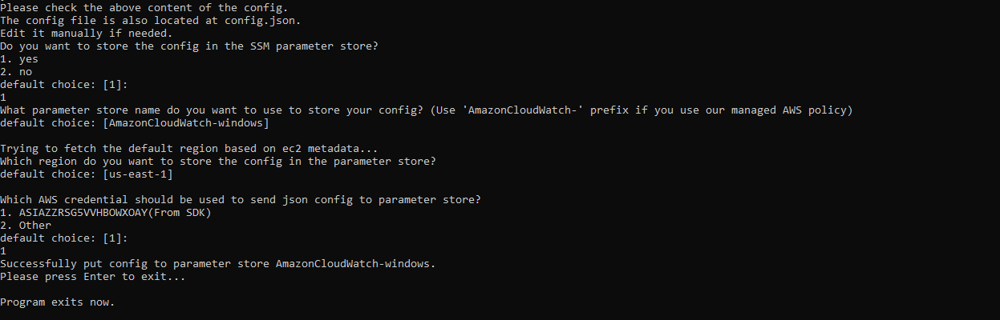 Please check the above content of the config.
The config file is also located at config.json.
Edit it manually if needed.
Do you want to store the config in the SSM parameter store?
1. yes
2. no
default choice: [1]:
1
What parameter store name do you want to use to store your config? (Use 'AmazonCloudWatch-' prefix if you use our managed AWS policy)
default choice: [AmazonCloudWatch-windows]
Trying to fetch the default region based on ec2 metadata...
Which region do you want to store the config in the parameter store?
default choice: [us-east-1]
Which AWS credential should be used to send json config to parameter store?
1. ASIAZZRSG5VVHBOWXOAY(From SDK)
2. Other
default choice: [1]:
1
Successfully put config to parameter store AmazonCloudWatch-windows.
Please press Enter to exit...
Program exits now.